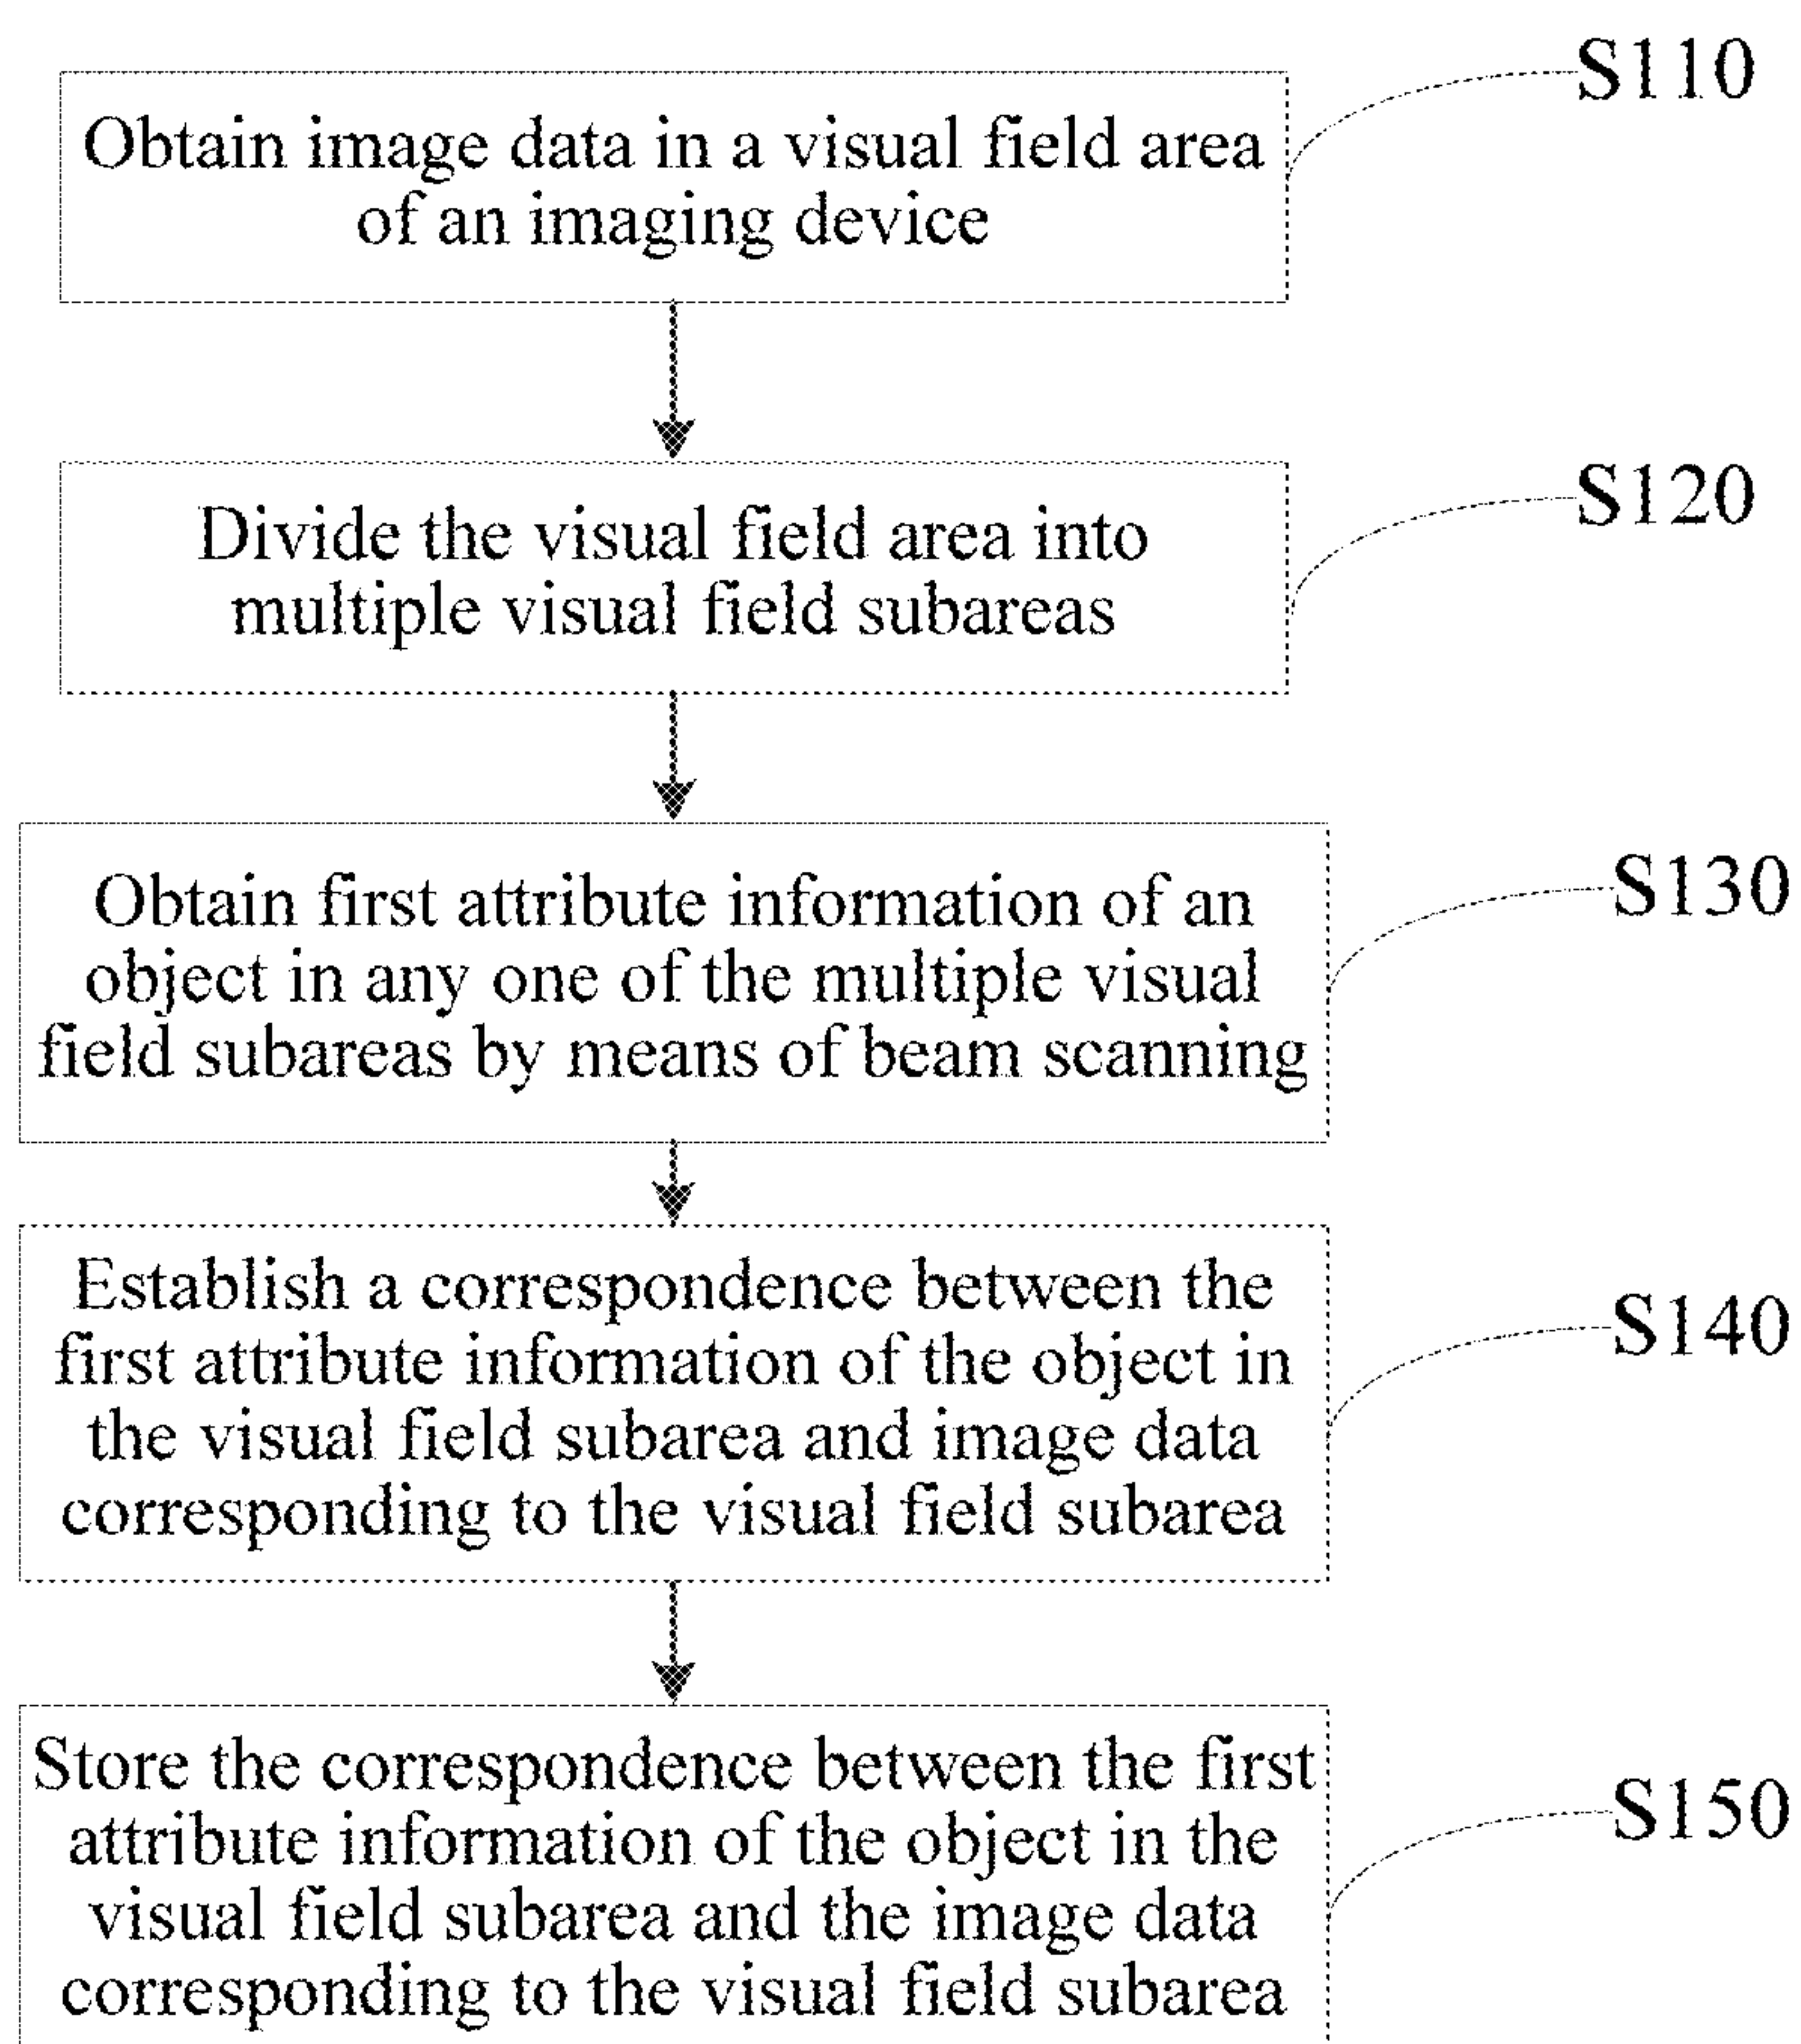 S110
Obtain image data in a visual field area
of an imaging device
S120
Divide the visual field area into
multiple visual field subareas
S130
Obtain first attribute information of an
object in any one of the multiple visual
field subareas by means of beam scanning
S140
Establish a correspondence between the
first attribute information of the object in
the visual field subarea and image data
corresponding to the visual field subarea
S150
Store the correspondence between the first
attribute information of the object in the
visual field subarea and the image data
corresponding to the visual field subarea